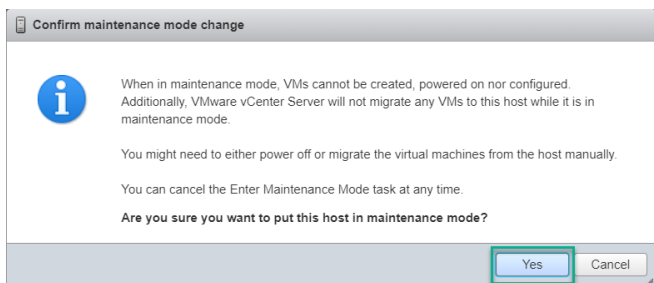 Confirm maintenance mode change
When in maintenance mode, VMs cannot be created, powered on nor configured.
Additionally, VMware vCenter Server will not migrate any VMs to this host while it is in
maintenance mode.
You might need to either power off or migrate the virtual machines from the host manually.
You can cancel the Enter Maintenance Mode task at any time.
Are you sure you want to put this host in maintenance mode?
Yes Cancel